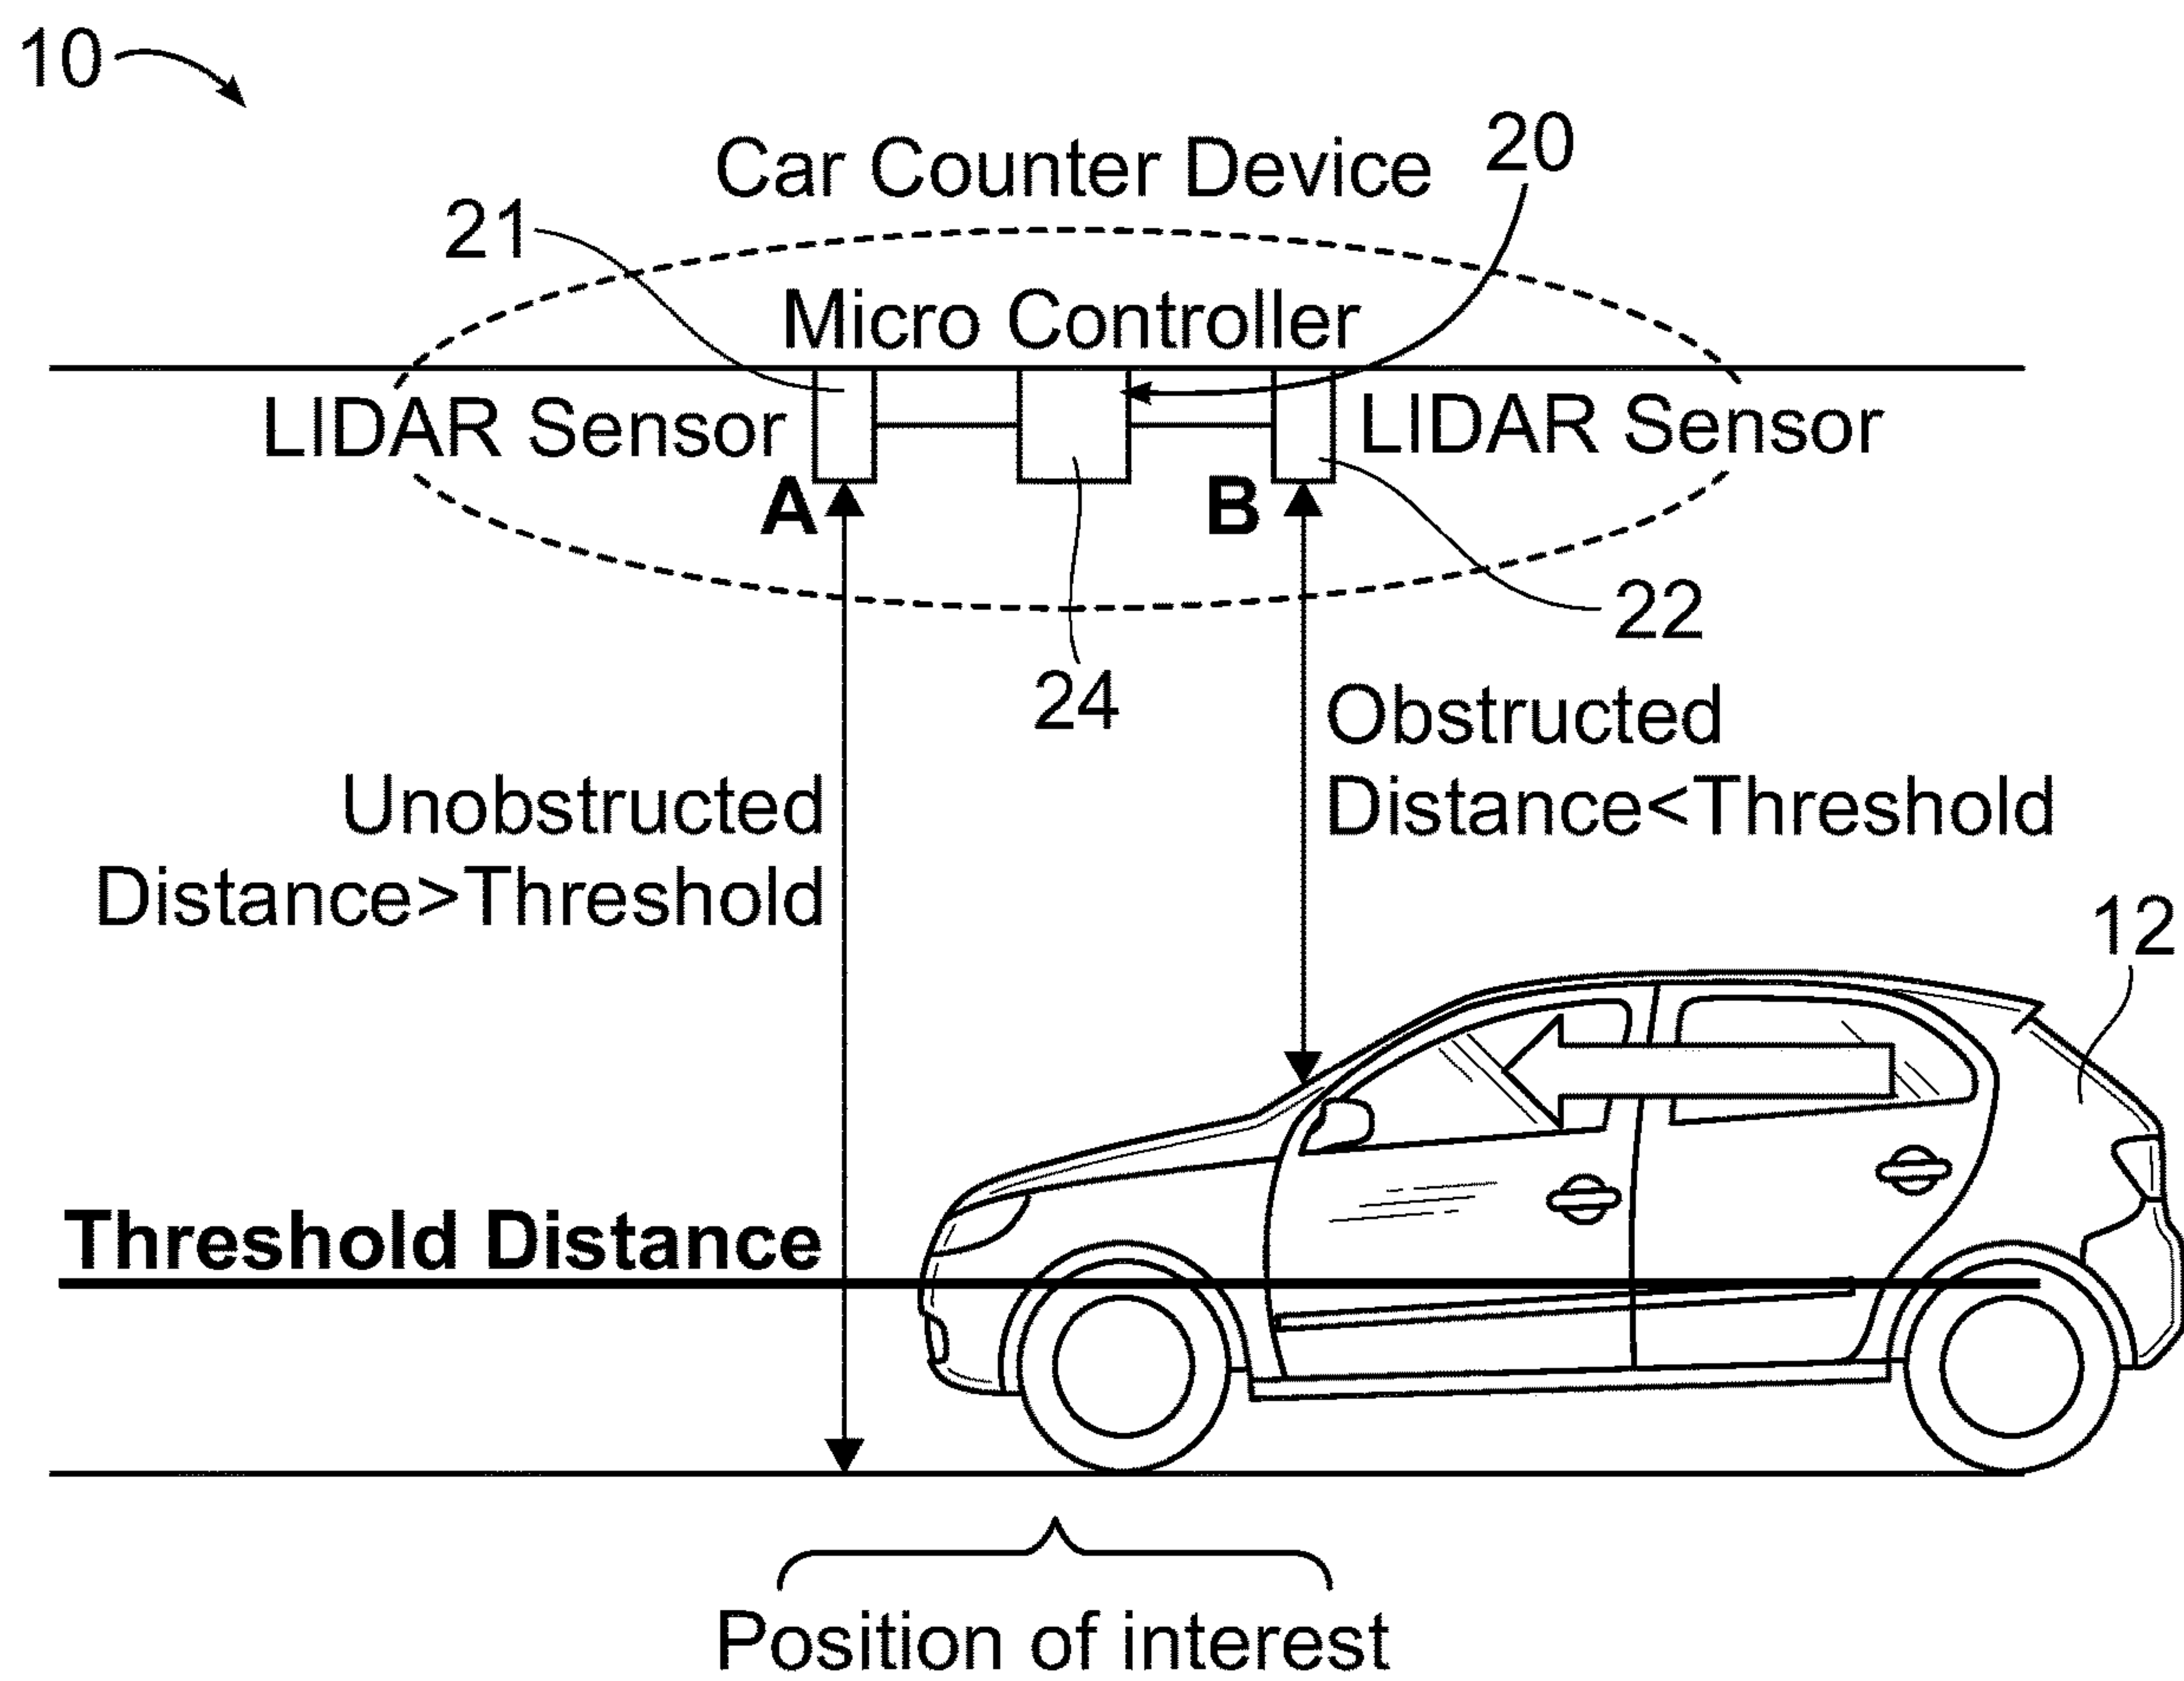 10
Car Counter Device
20
21
Micro Controller
LIDAR Sensor
LIDAR Sensor
A
B
22
24
Obstructed
Distance<Threshold
Unobstructed
Distance>Threshold
12
Threshold Distance
Position of interest